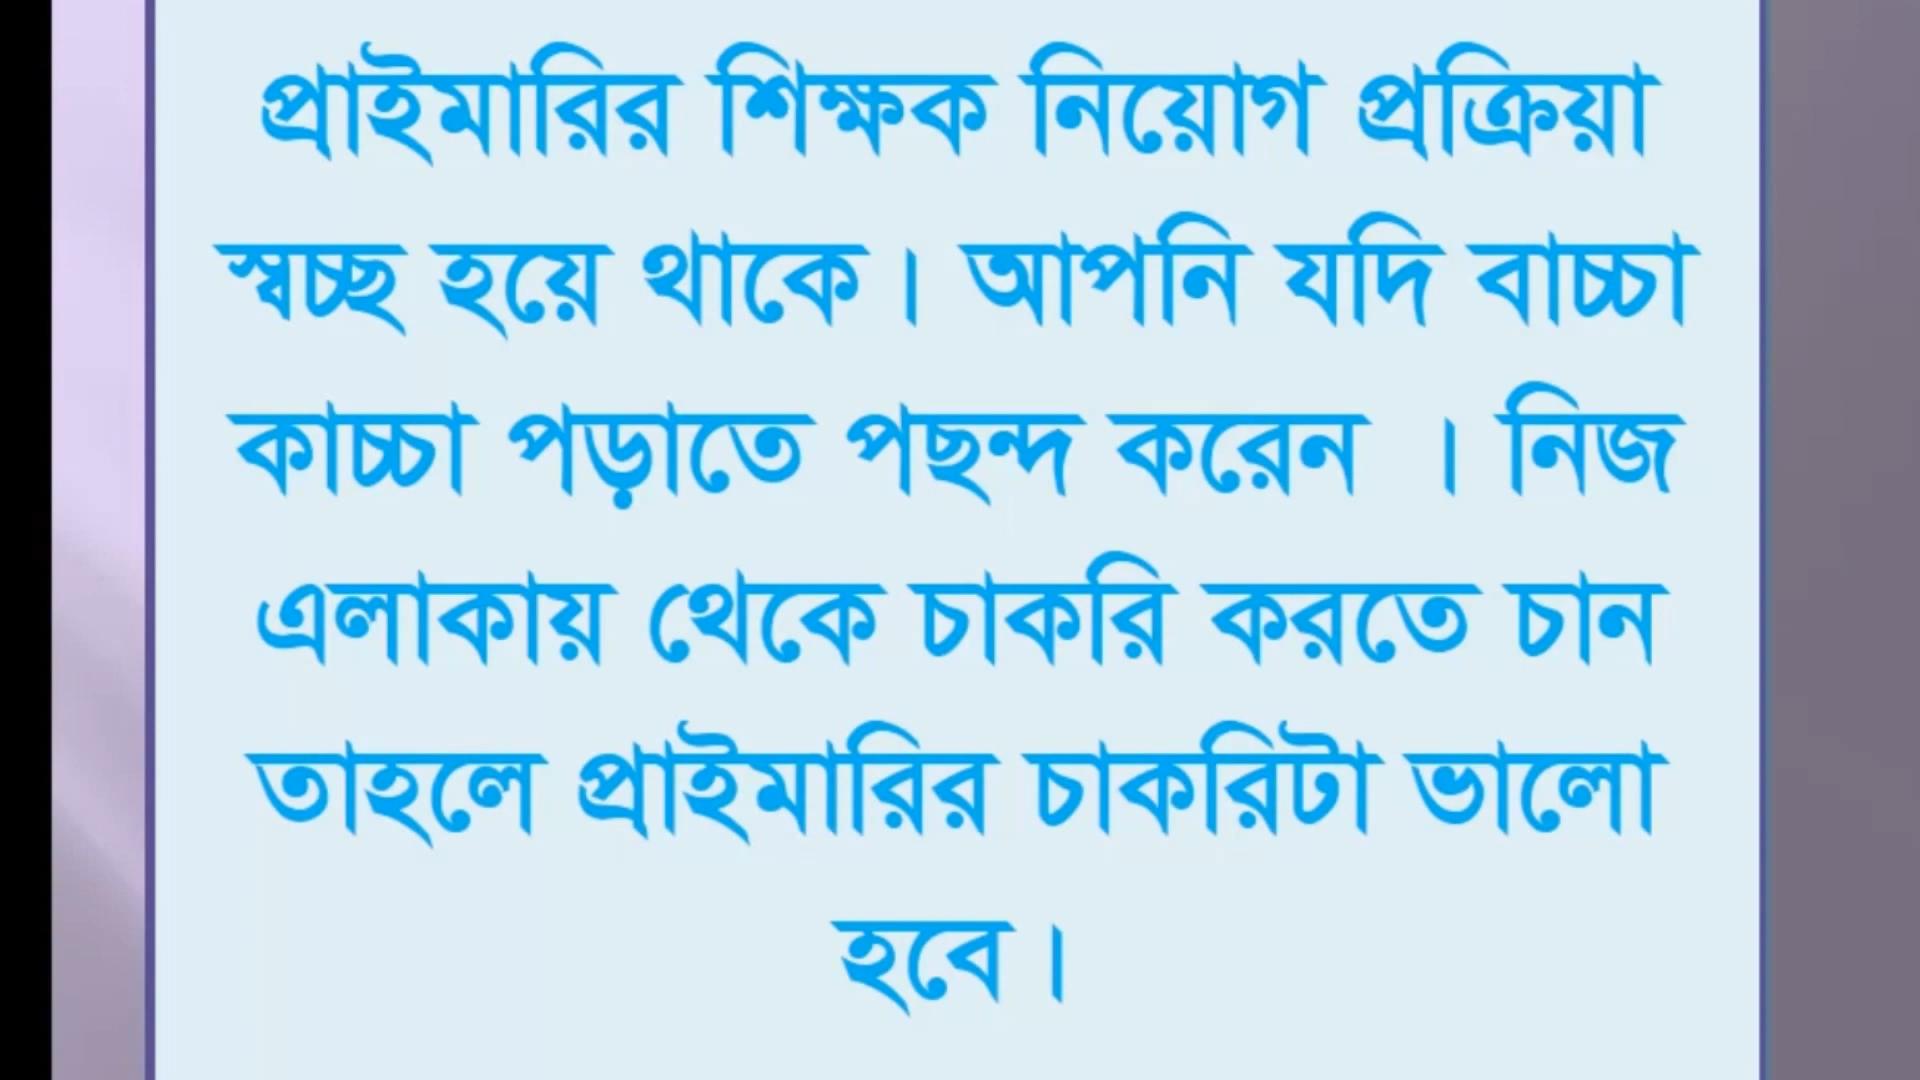 প্রাইমারির শিক্ষক নিয়োগ প্রক্রিয়া
স্বচ্ছ হয়ে থাকে। আপনি যদি বাচ্চা
কাচ্চা পড়াতে পছন্দ করেন । নিজ
এলাকায় থেকে চাকরি করতে চান
তাহলে প্রাইমারির চাকরিটা ভালো
হবে।